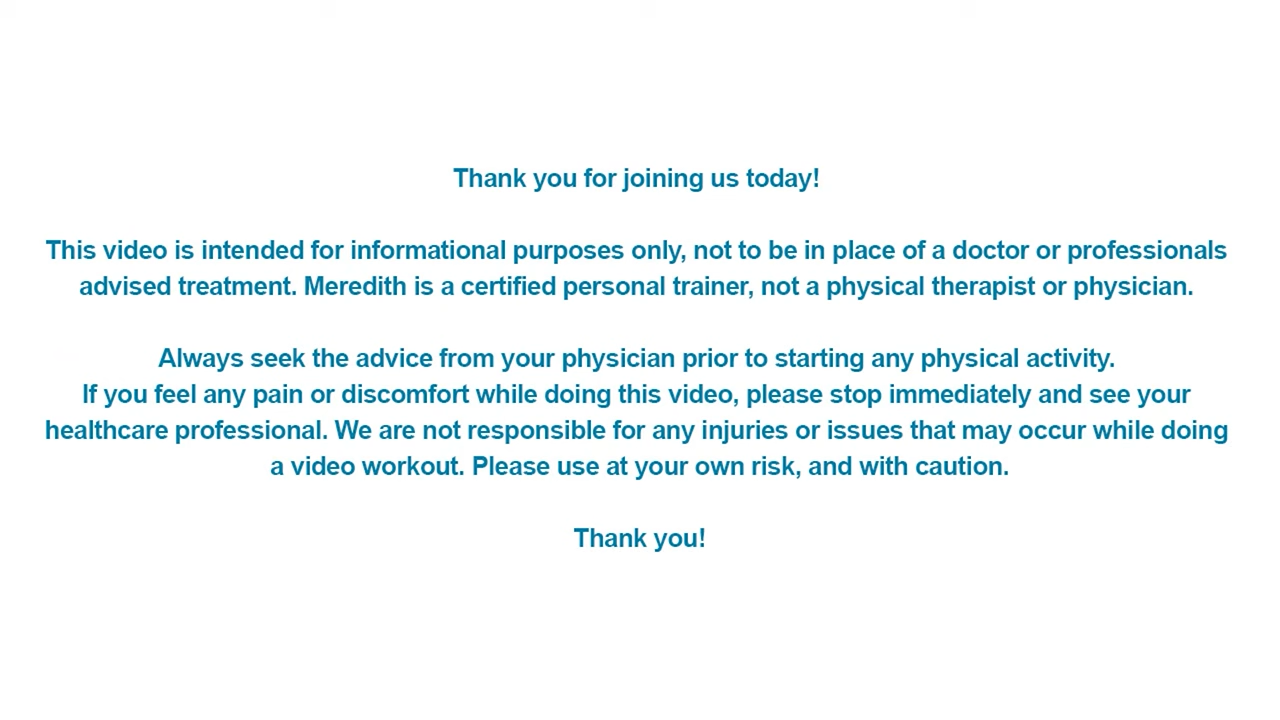 Thank you for joining us today!
This video is intended for informational purposes only, not to be in place of a doctor or professionals
advised treatment. Meredith is a certified personal trainer, not a physical therapist or physician.
Always seek the advice from your physician prior to starting any physical activity.
If you feel any pain or discomfort while doing this video, please stop immediately and see your
healthcare professional. We are not responsible for any injuries or issues that may occur while doing
a video workout. Please use at your own risk, and with caution.
Thank you!